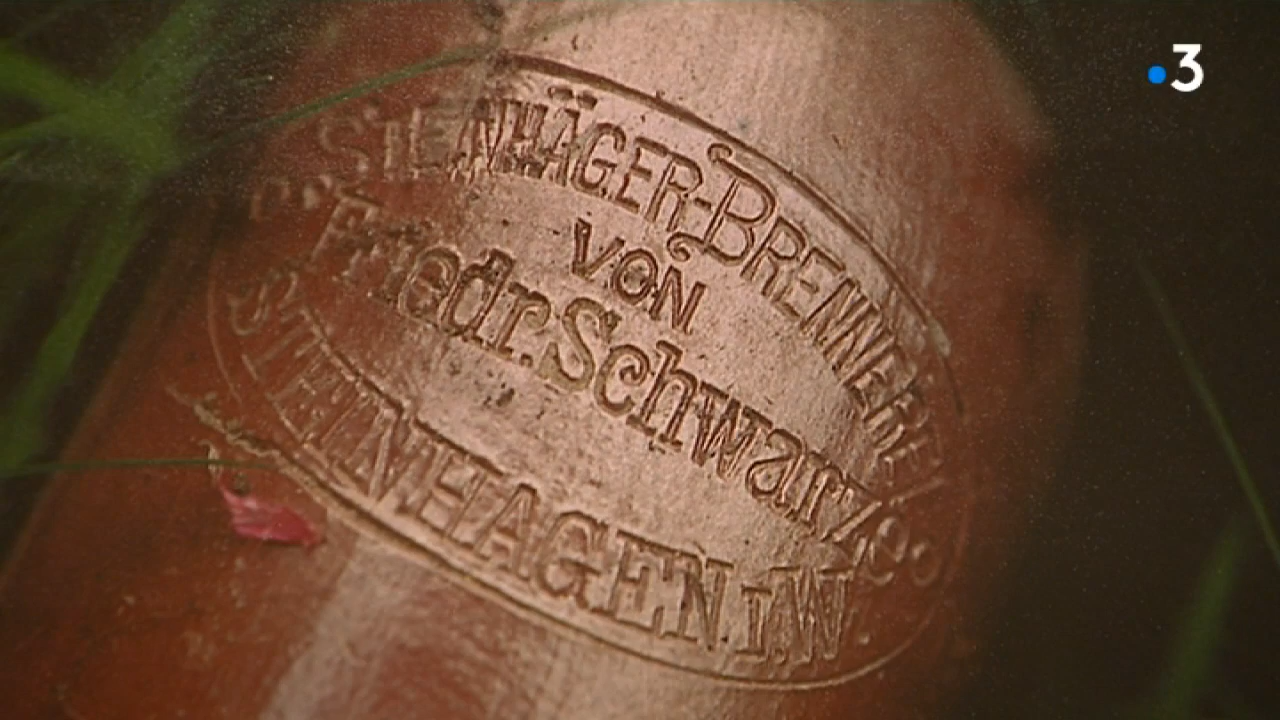 STEINHÄGER-BRENNEREI
VON
Friedr. Schwarze
STEINHAGEN I.W.
3